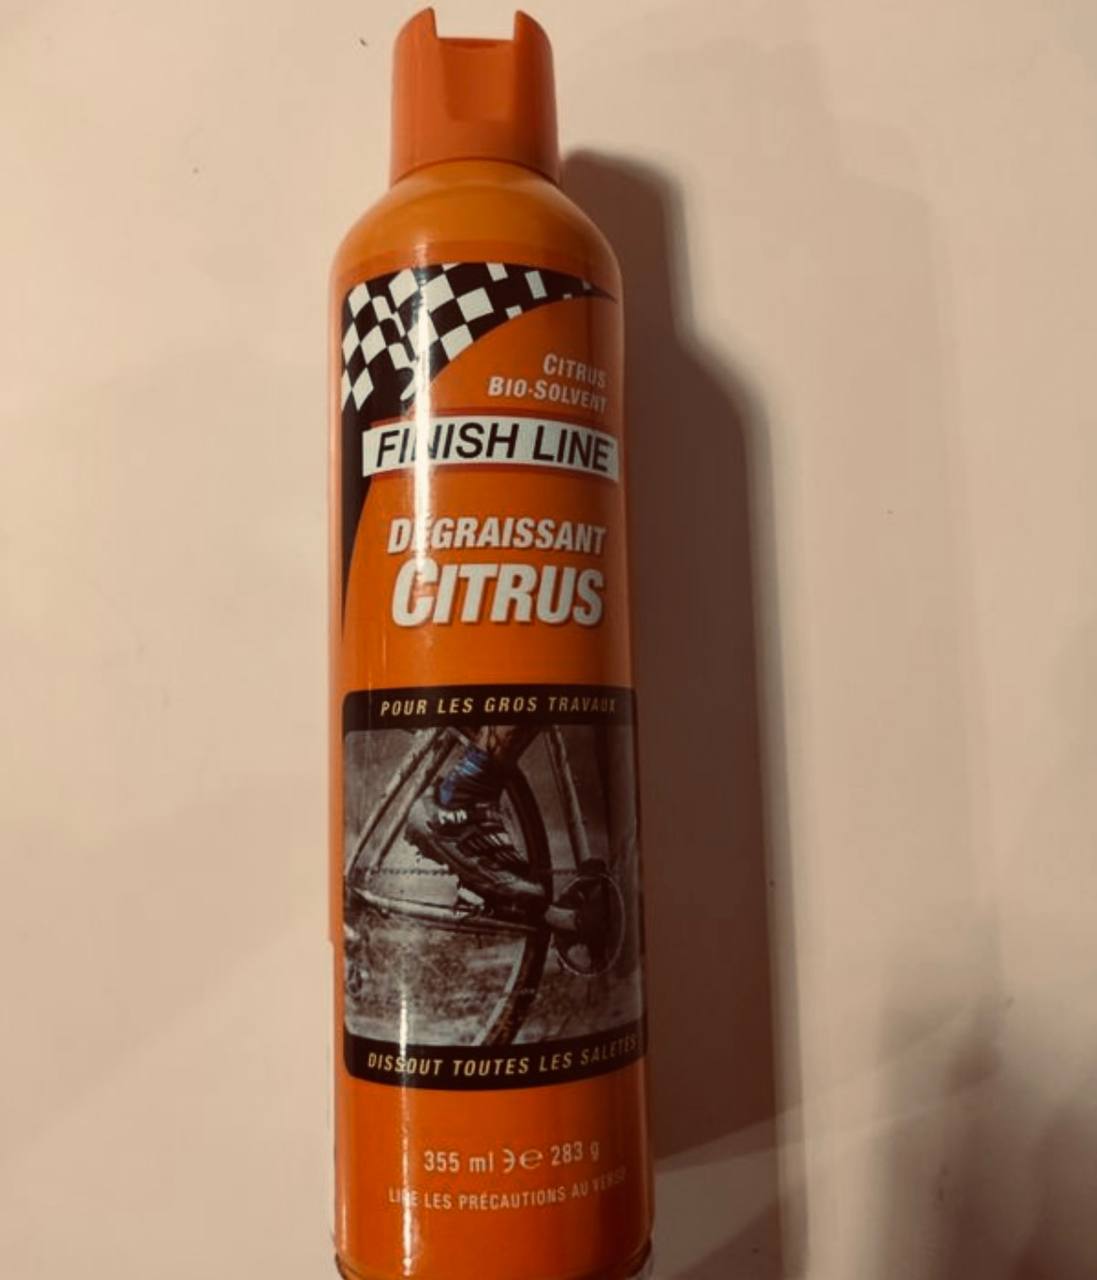 CITRUS
BIO-SOLVENT
FINISH LINE
DÉGRAISSANT
CITRUS
POUR LES GROS TRAVAUX
DISSOUT TOUTES LES SALETÉS
355 ml ℮ 283 g
LIRE LES PRÉCAUTIONS AU VERSO